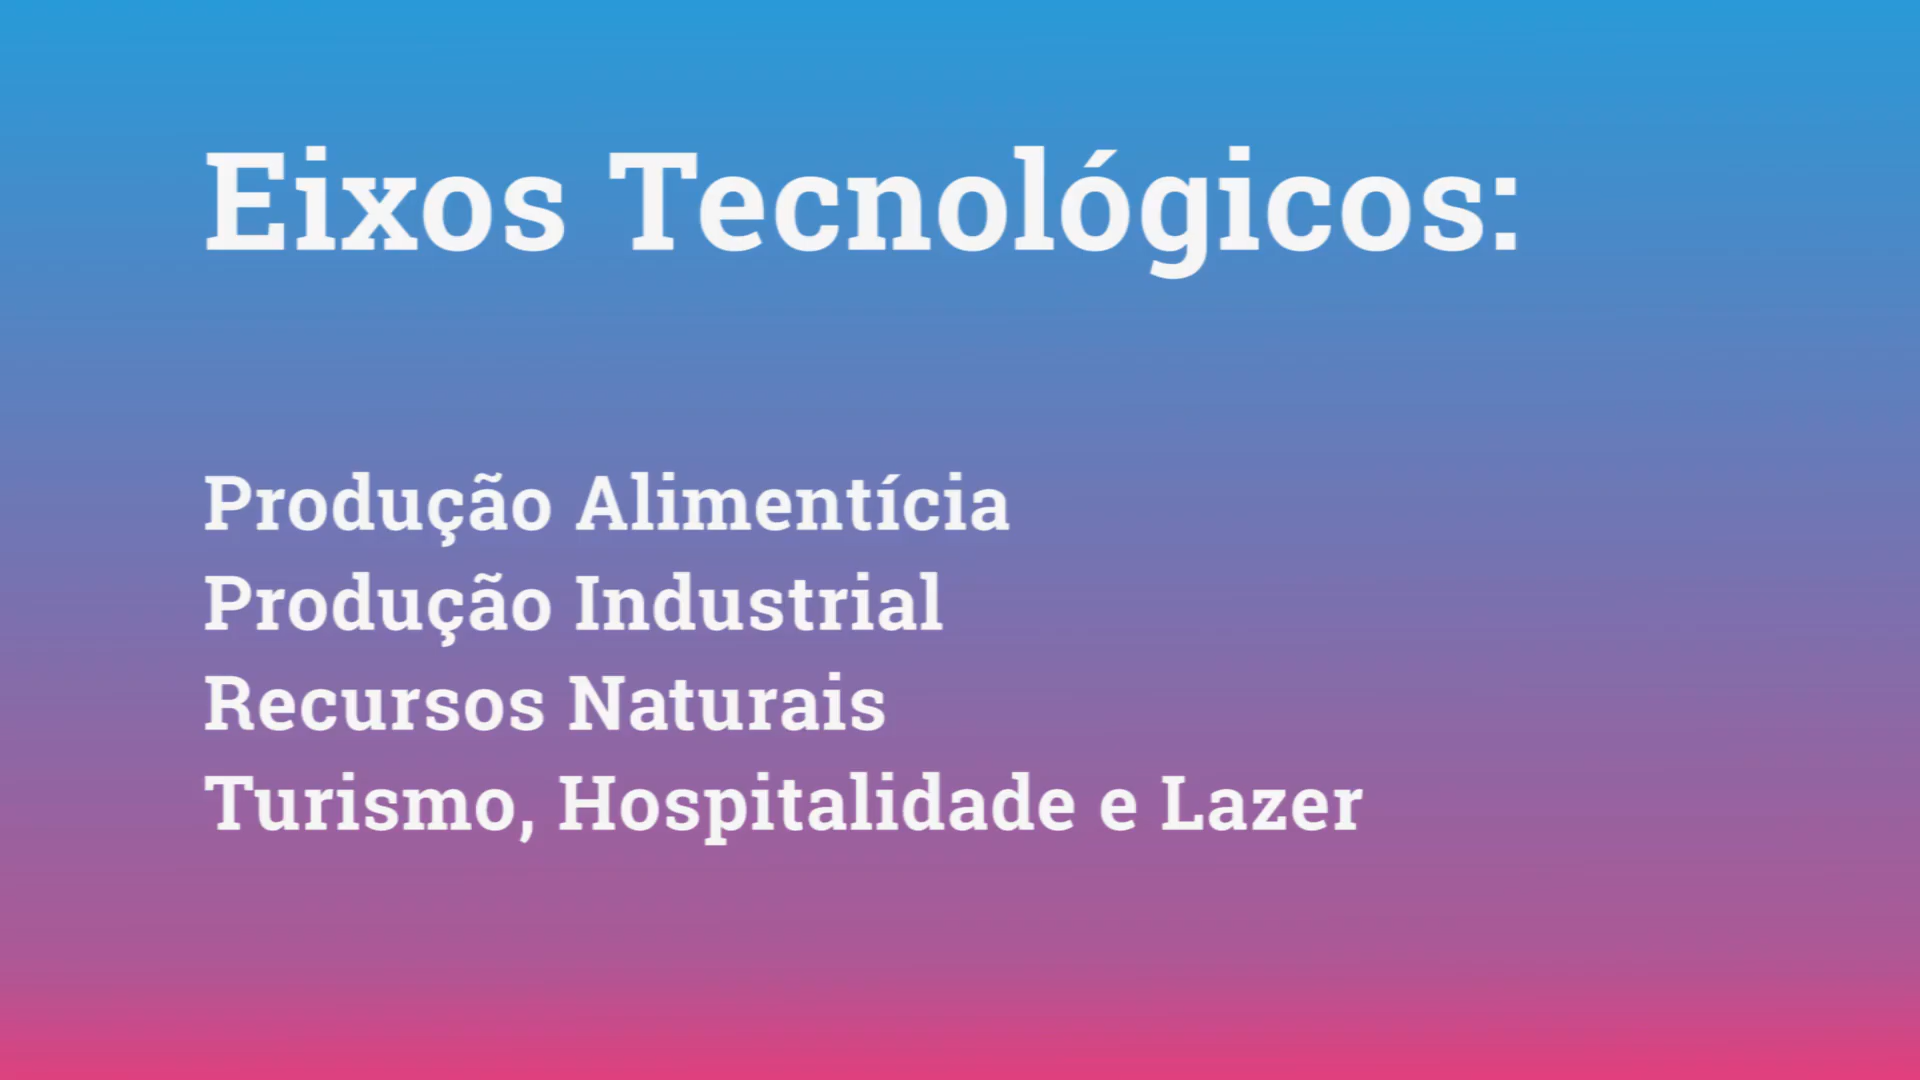 Eixos Tecnológicos:
Produção Alimentícia
Produção Industrial
Recursos Naturais
Turismo, Hospitalidade e Lazer